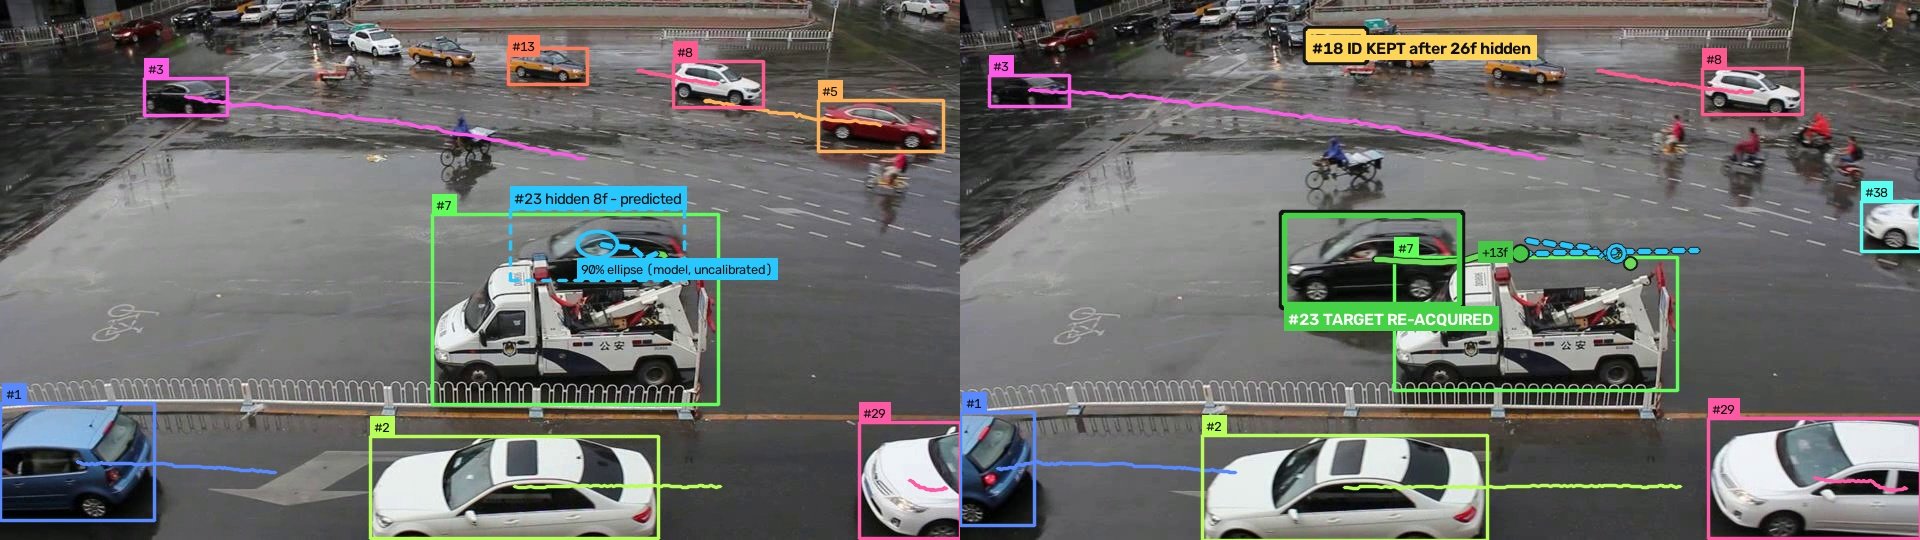 #13
#8
#3
#5
#23 hidden 8f - predicted
#7
90% ellipse (model, uncalibrated)
公安
#1
#2
#29
#18 ID KEPT after 26f hidden
#3
#8
#38
#7
+13f
#23 TARGET RE-ACQUIRED
公安
#1
#2
#29